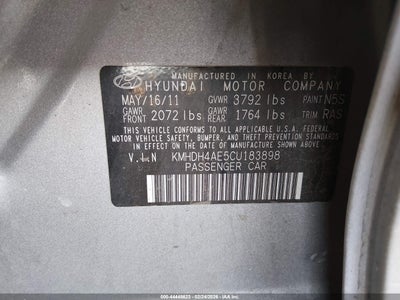 MANUFACTURED IN KOREA
HYUNDAI MOTOR COMPANY
MAY/16/11 GVWR 3792 lbs PAINT N5S
GAWR FRONT 2072 lbs GAWR REAR 1764 lbs TRIM RAS
THIS VEHICLE CONFORMS TO ALL APPLICABLE U.S.A. FEDERAL
MOTOR VEHICLE SAFETY, BUMPER, AND THEFT PREVENTION
STANDARDS IN EFFECT ON THE DATE OF MANUFACTURE
SHOWN ABOVE.
V.I.N KMHDH4AE5CU183898
PASSENGER CAR